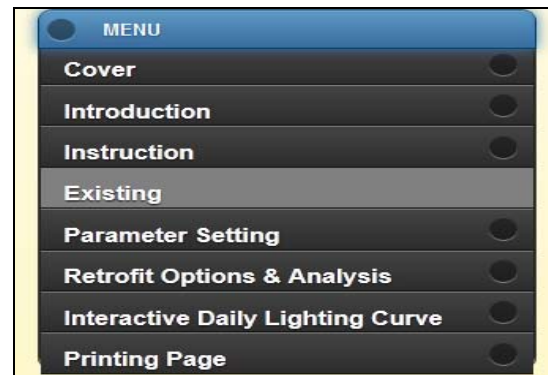 MENU
Cover
Introduction
Instruction
Existing
Parameter Setting
Retrofit Options & Analysis
Interactive Daily Lighting Curve
Printing Page